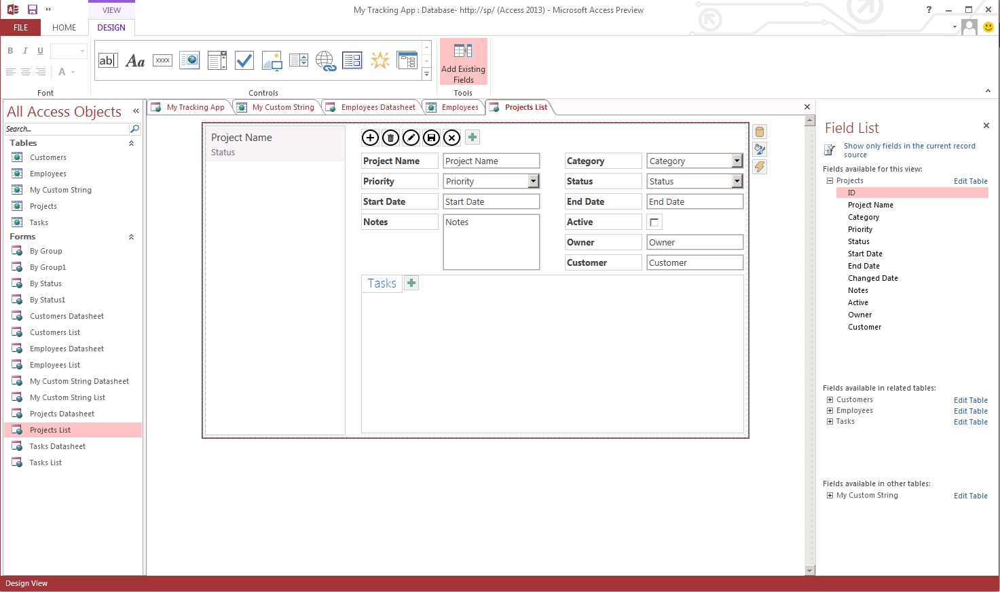 VIEW
My Tracking App : Database- http://sp/ (Access 2013) - Microsoft Access Preview
FILE
HOME
DESIGN
B I U
A
Font
ab
Aa
XXXX
Controls
Add Existing
Fields
Tools
All Access Objects
Search...
Tables
Customers
Employees
My Custom String
Projects
Tasks
Forms
By Group
By Group1
By Status
By Status1
Customers Datasheet
Customers List
Employees Datasheet
Employees List
My Custom String Datasheet
My Custom String List
Projects Datasheet
Projects List
Tasks Datasheet
Tasks List
My Tracking App
My Custom String
Employees Datasheet
Employees
Projects List
Project Name
Status
Project Name Project Name Category Category
Priority Priority Status Status
Start Date Start Date End Date End Date
Notes Notes Active
Owner Owner
Customer Customer
Tasks
Field List
Show only fields in the current record
source
Fields available for this view:
Projects Edit Table
ID
Project Name
Category
Priority
Status
Start Date
End Date
Changed Date
Notes
Active
Owner
Customer
Fields available in related tables:
Customers Edit Table
Employees Edit Table
Tasks Edit Table
Fields available in other tables:
My Custom String Edit Table
Design View